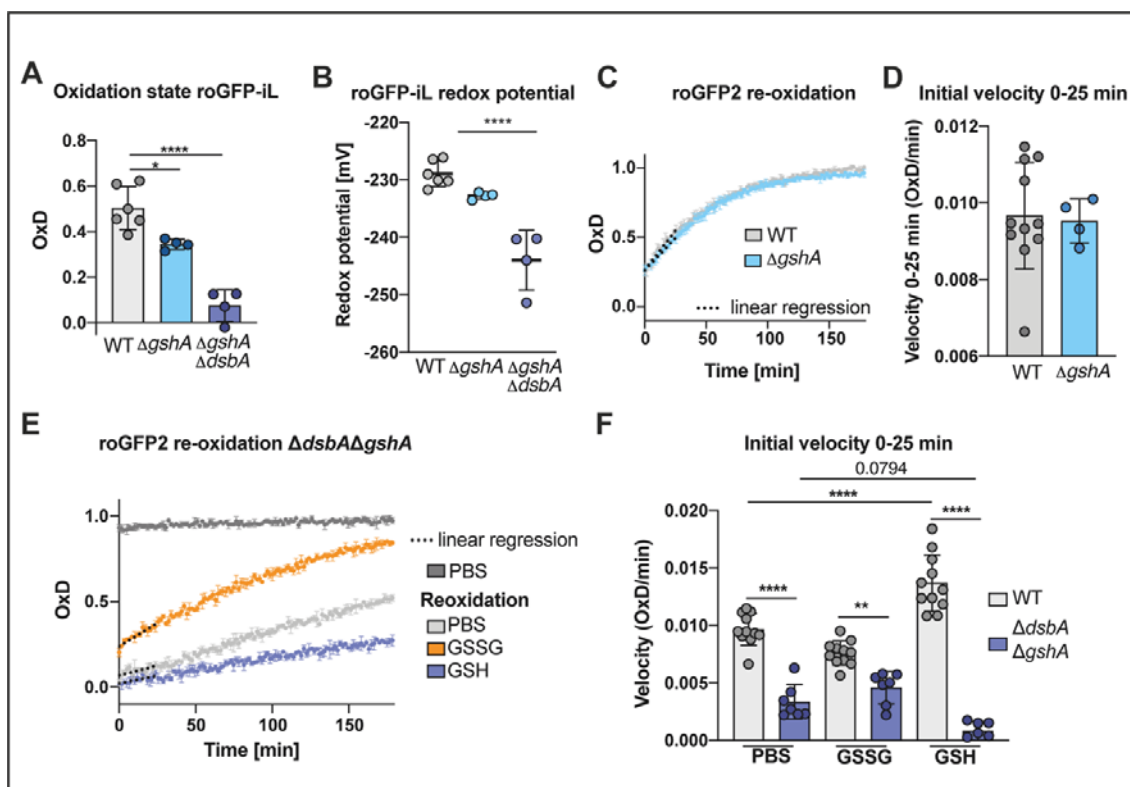 A
Oxidation state roGFP-iL
****
*
0.8
0.6
0.4
0.2
0.0
OxD
WT ΔgshA ΔgshA
ΔdsbA
B
roGFP-iL redox potential
****
-220
-230
-240
-250
-260
Redox potential [mV]
WT ΔgshA ΔgshA
ΔdsbA
C
roGFP2 re-oxidation
1.0
0.5
0.0
OxD
WT
ΔgshA
linear regression
0 50 100 150
Time [min]
D
Initial velocity 0-25 min
0.012
0.010
0.008
0.006
Velocity 0-25 min (OxD/min)
WT ΔgshA
E
roGFP2 re-oxidation ΔdsbAΔgshA
1.0
0.5
0.0
OxD
0 50 100 150
Time [min]
linear regression
PBS
Reoxidation
PBS
GSSG
GSH
F
Initial velocity 0-25 min
0.0794
****
****
****
**
0.020
0.015
0.010
0.005
0.000
Velocity (OxD/min)
PBS GSSG GSH
WT
ΔdsbA
ΔgshA